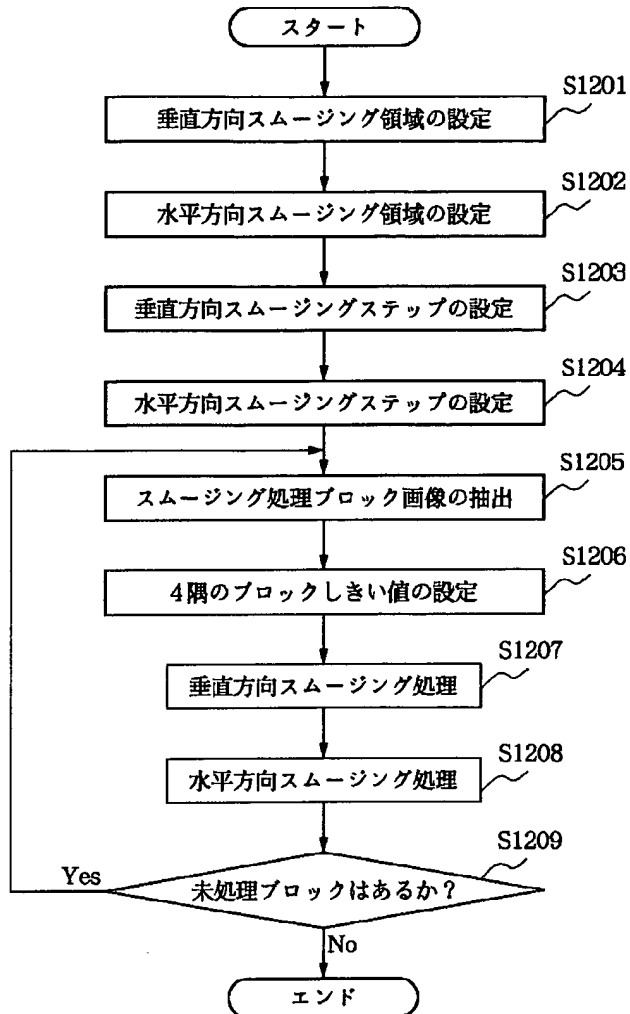 スタート
S1201
垂直方向スムージング領域の設定
S1202
水平方向スムージング領域の設定
S1203
垂直方向スムージングステップの設定
S1204
水平方向スムージングステップの設定
S1205
スムージング処理ブロック画像の抽出
S1206
4隅のブロックしきい値の設定
S1207
垂直方向スムージング処理
S1208
水平方向スムージング処理
S1209
Yes
未処理ブロックはあるか?
No
エンド